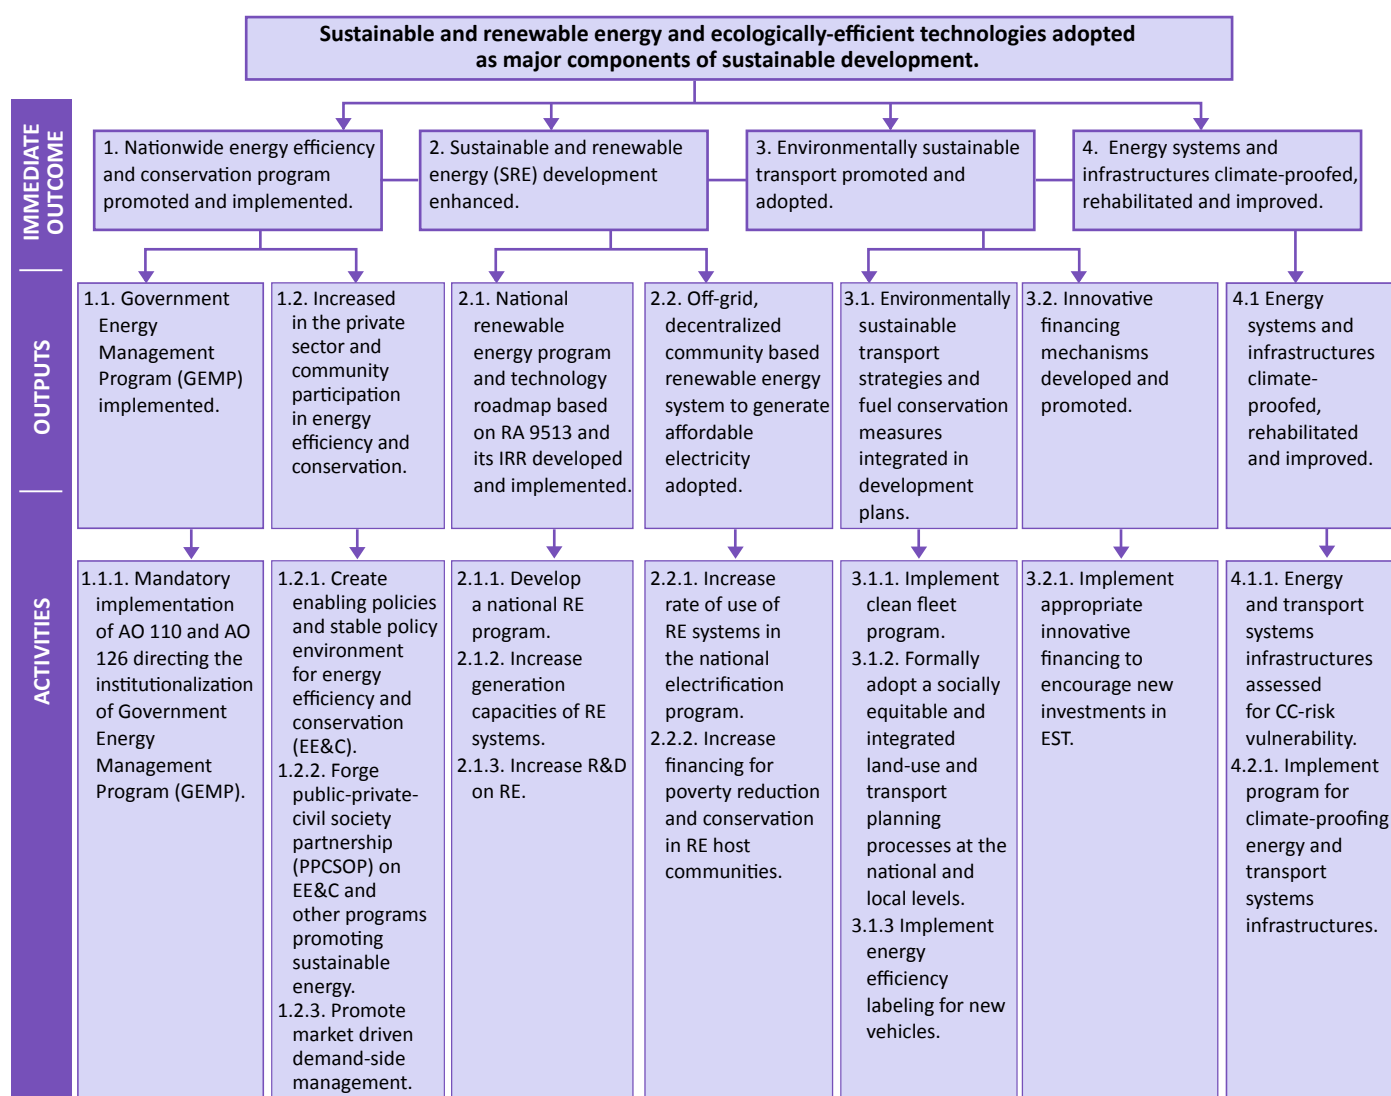 Sustainable and renewable energy and ecologically-efficient technologies adopted
as major components of sustainable development.
IMMEDIATE
OUTCOME
1. Nationwide energy efficiency
and conservation program
promoted and implemented.
2. Sustainable and renewable
energy (SRE) development
enhanced.
3. Environmentally sustainable
transport promoted and
adopted.
4. Energy systems and
infrastructures climate-proofed,
rehabilitated and improved.
OUTPUTS
1.1. Government
Energy
Management
Program (GEMP)
implemented.
1.2. Increased
in the private
sector and
community
participation
in energy
efficiency and
conservation.
2.1. National
renewable
energy program
and technology
roadmap based
on RA 9513 and
its IRR developed
and implemented.
2.2. Off-grid,
decentralized
community based
renewable energy
system to generate
affordable
electricity
adopted.
3.1. Environmentally
sustainable
transport
strategies and
fuel conservation
measures
integrated in
development
plans.
3.2. Innovative
financing
mechanisms
developed and
promoted.
4.1 Energy
systems and
infrastructures
climate-
proofed,
rehabilitated
and improved.
ACTIVITIES
1.1.1. Mandatory
implementation
of AO 110 and AO
126 directing the
institutionalization
of Government
Energy
Management
Program (GEMP).
1.2.1. Create
enabling policies
and stable policy
environment
for energy
efficiency and
conservation
(EE&C).
1.2.2. Forge
public-private-
civil society
partnership
(PPCSOP) on
EE&C and
other programs
promoting
sustainable
energy.
1.2.3. Promote
market driven
demand-side
management.
2.1.1. Develop
a national RE
program.
2.1.2. Increase
generation
capacities of RE
systems.
2.1.3. Increase R&D
on RE.
2.2.1. Increase
rate of use of
RE systems in
the national
electrification
program.
2.2.2. Increase
financing for
poverty reduction
and conservation
in RE host
communities.
3.1.1. Implement
clean fleet
program.
3.1.2. Formally
adopt a socially
equitable and
integrated
land-use and
transport
planning
processes at the
national and
local levels.
3.1.3 Implement
energy
efficiency
labeling for new
vehicles.
3.2.1. Implement
appropriate
innovative
financing to
encourage new
investments in
EST.
4.1.1. Energy
and transport
systems
infrastructures
assessed
for CC-risk
vulnerability.
4.2.1. Implement
program for
climate-proofing
energy and
transport
systems
infrastructures.